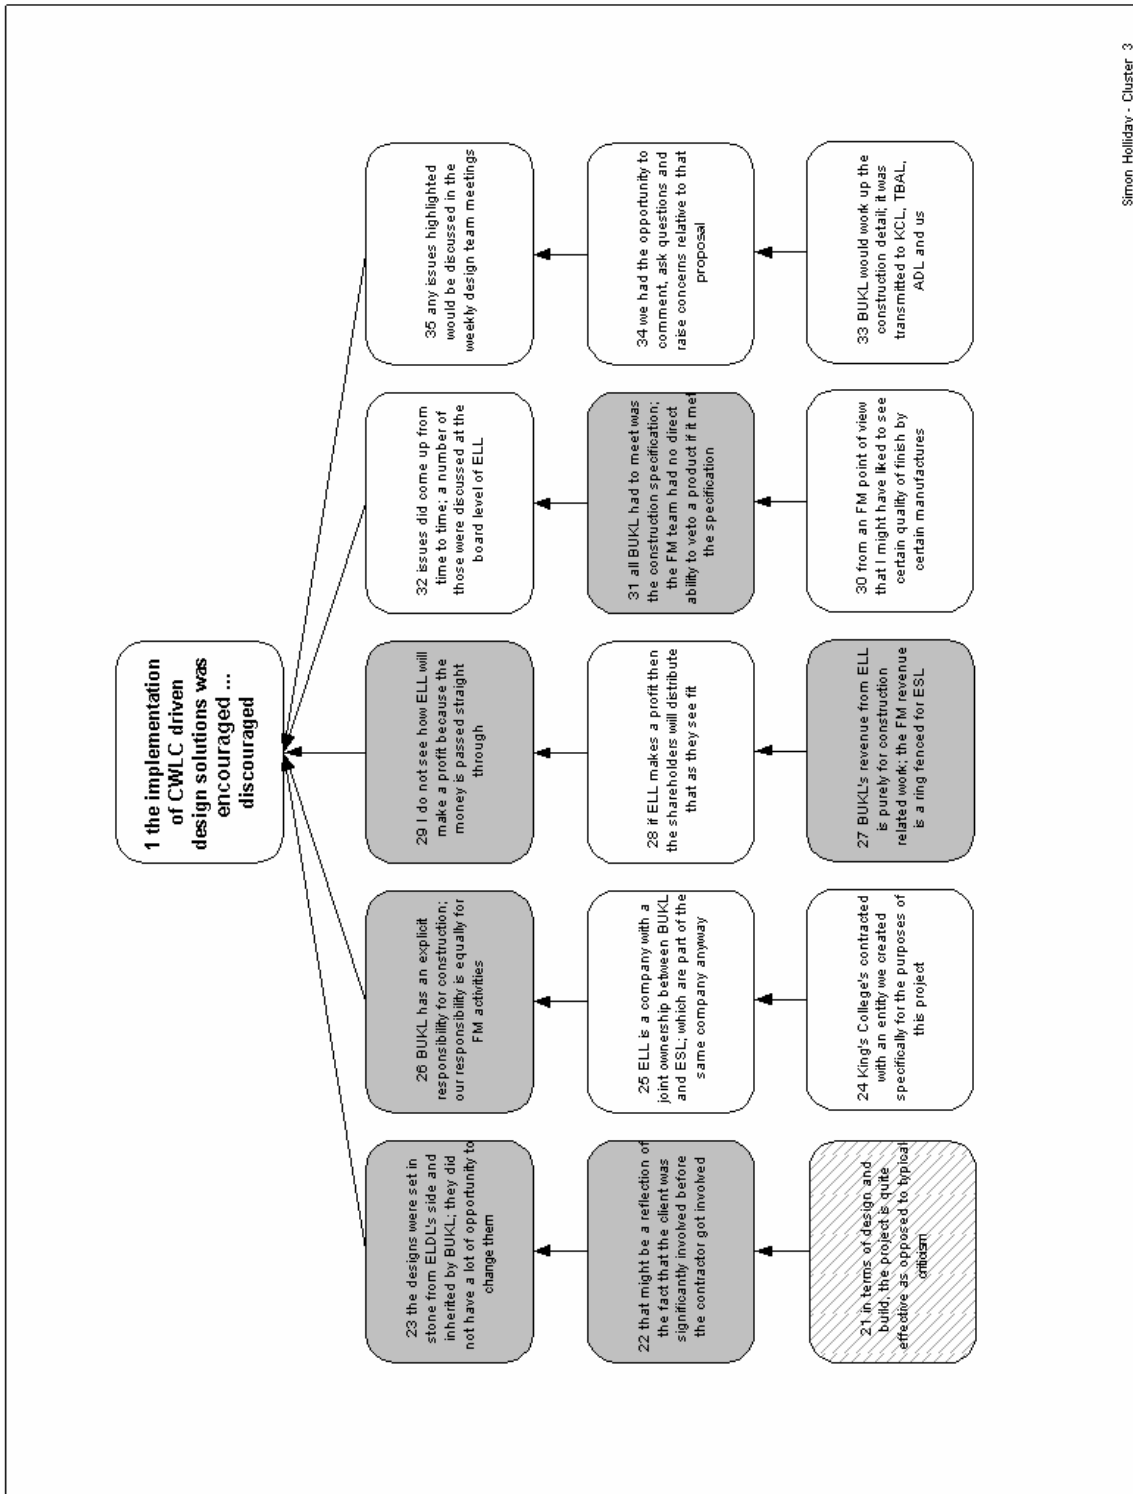 1 the implementation
of CWLC driven
design solutions was
encouraged ...
discouraged
23 the designs were set in
stone from ELDL's side and
inherited by BUKL; they did
not have a lot of opportunity to
change them
26 BUKL has an explicit
responsibility for construction;
our responsibility is equally for
FM activities
29 I do not see how ELL will
make a profit because the
money is passed straight
through
32 issues did come up from
time to time; a number of
those were discussed at the
board level of ELL
35 any issues highlighted
would be discussed in the
weekly design team meetings
22 that might be a reflection of
the fact that the client was
significantly involved before
the contractor got involved
25 ELL is a company with a
joint ownership between BUKL
and ESL; which are part of the
same company anyway
28 if ELL makes a profit then
the shareholders will distribute
that as they see fit
31 all BUKL had to meet was
the construction specification;
the FM team had no direct
ability to veto a product if it met
the specification
34 we had the opportunity to
comment, ask questions and
raise concerns relative to that
proposal
21 in terms of design and
build, the project is quite
effective as opposed to typical
criticism
24 King's College's contracted
with an entity we created
specifically for the purposes of
this project
27 BUKL's revenue from ELL
is purely for construction
related work; the FM revenue
is a ring fenced for ESL
30 from an FM point of view
that I might have liked to see
certain quality of finish by
certain manufactures
33 BUKL would work up the
construction detail; it was
transmitted to KCL, TBAL,
ADL and us
Simon Holliday - Cluster 3